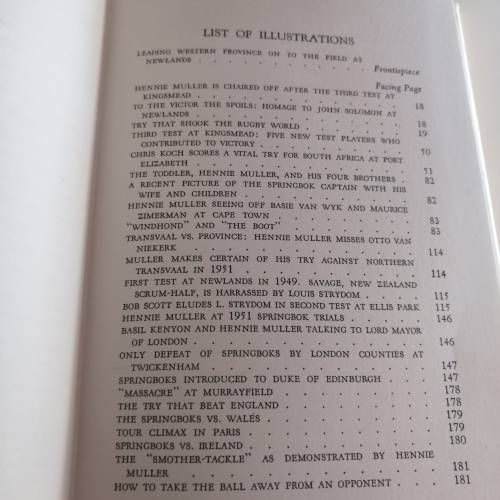 LIST OF ILLUSTRATIONS
LEADING WESTERN PROVINCE ON TO THE FIELD AT
NEWLANDS . . . . . . . . . . . Frontispiece
Facing Page
HENNIE MULLER IS CHAIRED OFF AFTER THE THIRD TEST AT
KINGSMEAD . . . . . . . . . . . 18
TO THE VICTOR THE SPOILS: HOMAGE TO JOHN SOLOMON AT
NEWLANDS . . . . . . . . . . . 18
TRY THAT SHOOK THE RUGBY WORLD . . . . . . 19
THIRD TEST AT KINGSMEAD: FIVE NEW TEST PLAYERS WHO
CONTRIBUTED TO VICTORY . . . . . . . . 50
CHRIS KOCH SCORES A VITAL TRY FOR SOUTH AFRICA AT PORT
ELIZABETH . . . . . . . . . . . 51
THE TODDLER, HENNIE MULLER, AND HIS FOUR BROTHERS . 82
A RECENT PICTURE OF THE SPRINGBOK CAPTAIN WITH HIS
WIFE AND CHILDREN . . . . . . . . . 82
HENNIE MULLER SEEING OFF BASIE VAN WYK AND MAURICE
ZIMERMAN AT CAPE TOWN . . . . . . . . 83
"WINDHOND" AND "THE BOOT" . . . . . . . 83
TRANSVAAL VS. PROVINCE: HENNIE MULLER MISSES OTTO VAN
NIEKERK . . . . . . . . . . . 114
MULLER MAKES CERTAIN OF HIS TRY AGAINST NORTHERN
TRANSVAAL IN 1951 . . . . . . . . . 114
FIRST TEST AT NEWLANDS IN 1949. SAVAGE, NEW ZEALAND
SCRUM-HALF, IS HARRASSED BY LOUIS STRYDOM . . . 115
BOB SCOTT ELUDES L. STRYDOM IN SECOND TEST AT ELLIS PARK 115
HENNIE MULLER AT 1951 SPRINGBOK TRIALS . . . . 146
BASIL KENYON AND HENNIE MULLER TALKING TO LORD MAYOR
OF LONDON . . . . . . . . . . . 146
ONLY DEFEAT OF SPRINGBOKS BY LONDON COUNTIES AT
TWICKENHAM . . . . . . . . . . 147
SPRINGBOKS INTRODUCED TO DUKE OF EDINBURGH . . . 147
"MASSACRE" AT MURRAYFIELD . . . . . . . 178
THE TRY THAT BEAT ENGLAND . . . . . . . 178
THE SPRINGBOKS VS. WALES . . . . . . . 179
TOUR CLIMAX IN PARIS . . . . . . . . 179
SPRINGBOKS VS. IRELAND . . . . . . . . 180
THE "SMOTHER-TACKLE" AS DEMONSTRATED BY HENNIE
MULLER . . . . . . . . . . . 181
HOW TO TAKE THE BALL AWAY FROM AN OPPONENT . . . 181